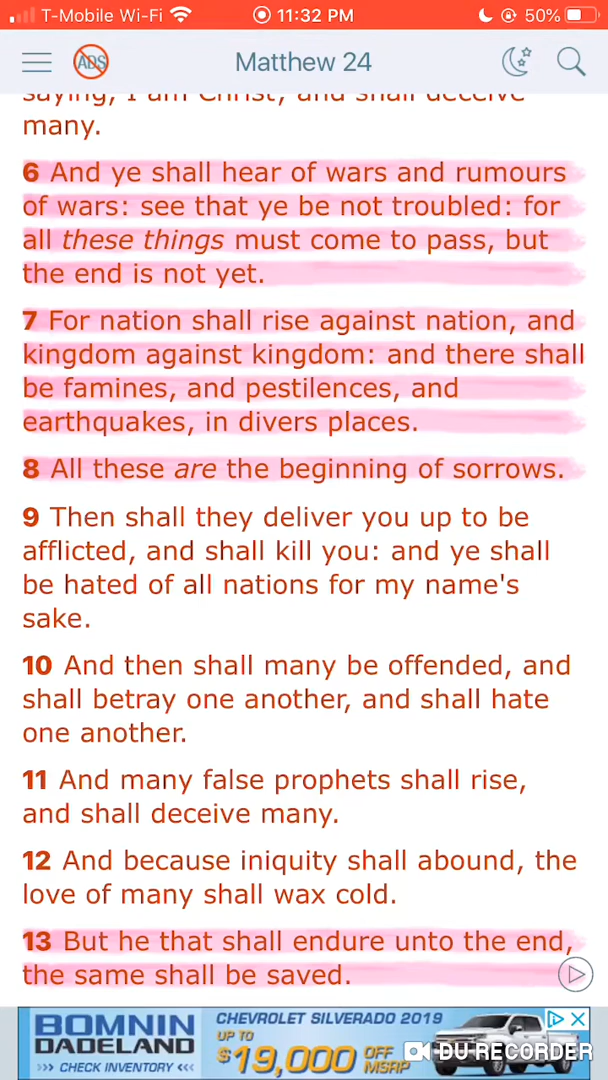 T-Mobile Wi-Fi 11:32 PM 50%
ADS Matthew 24
saying, I am Christ; and shall deceive
many.
6 And ye shall hear of wars and rumours
of wars: see that ye be not troubled: for
all these things must come to pass, but
the end is not yet.
7 For nation shall rise against nation, and
kingdom against kingdom: and there shall
be famines, and pestilences, and
earthquakes, in divers places.
8 All these are the beginning of sorrows.
9 Then shall they deliver you up to be
afflicted, and shall kill you: and ye shall
be hated of all nations for my name's
sake.
10 And then shall many be offended, and
shall betray one another, and shall hate
one another.
11 And many false prophets shall rise,
and shall deceive many.
12 And because iniquity shall abound, the
love of many shall wax cold.
13 But he that shall endure unto the end,
the same shall be saved.
BOMNIN
DADELAND
>>> CHECK INVENTORY <<<
CHEVROLET SILVERADO 2019
UP TO
$19,000 OFF
MSRP
DU RECORDER